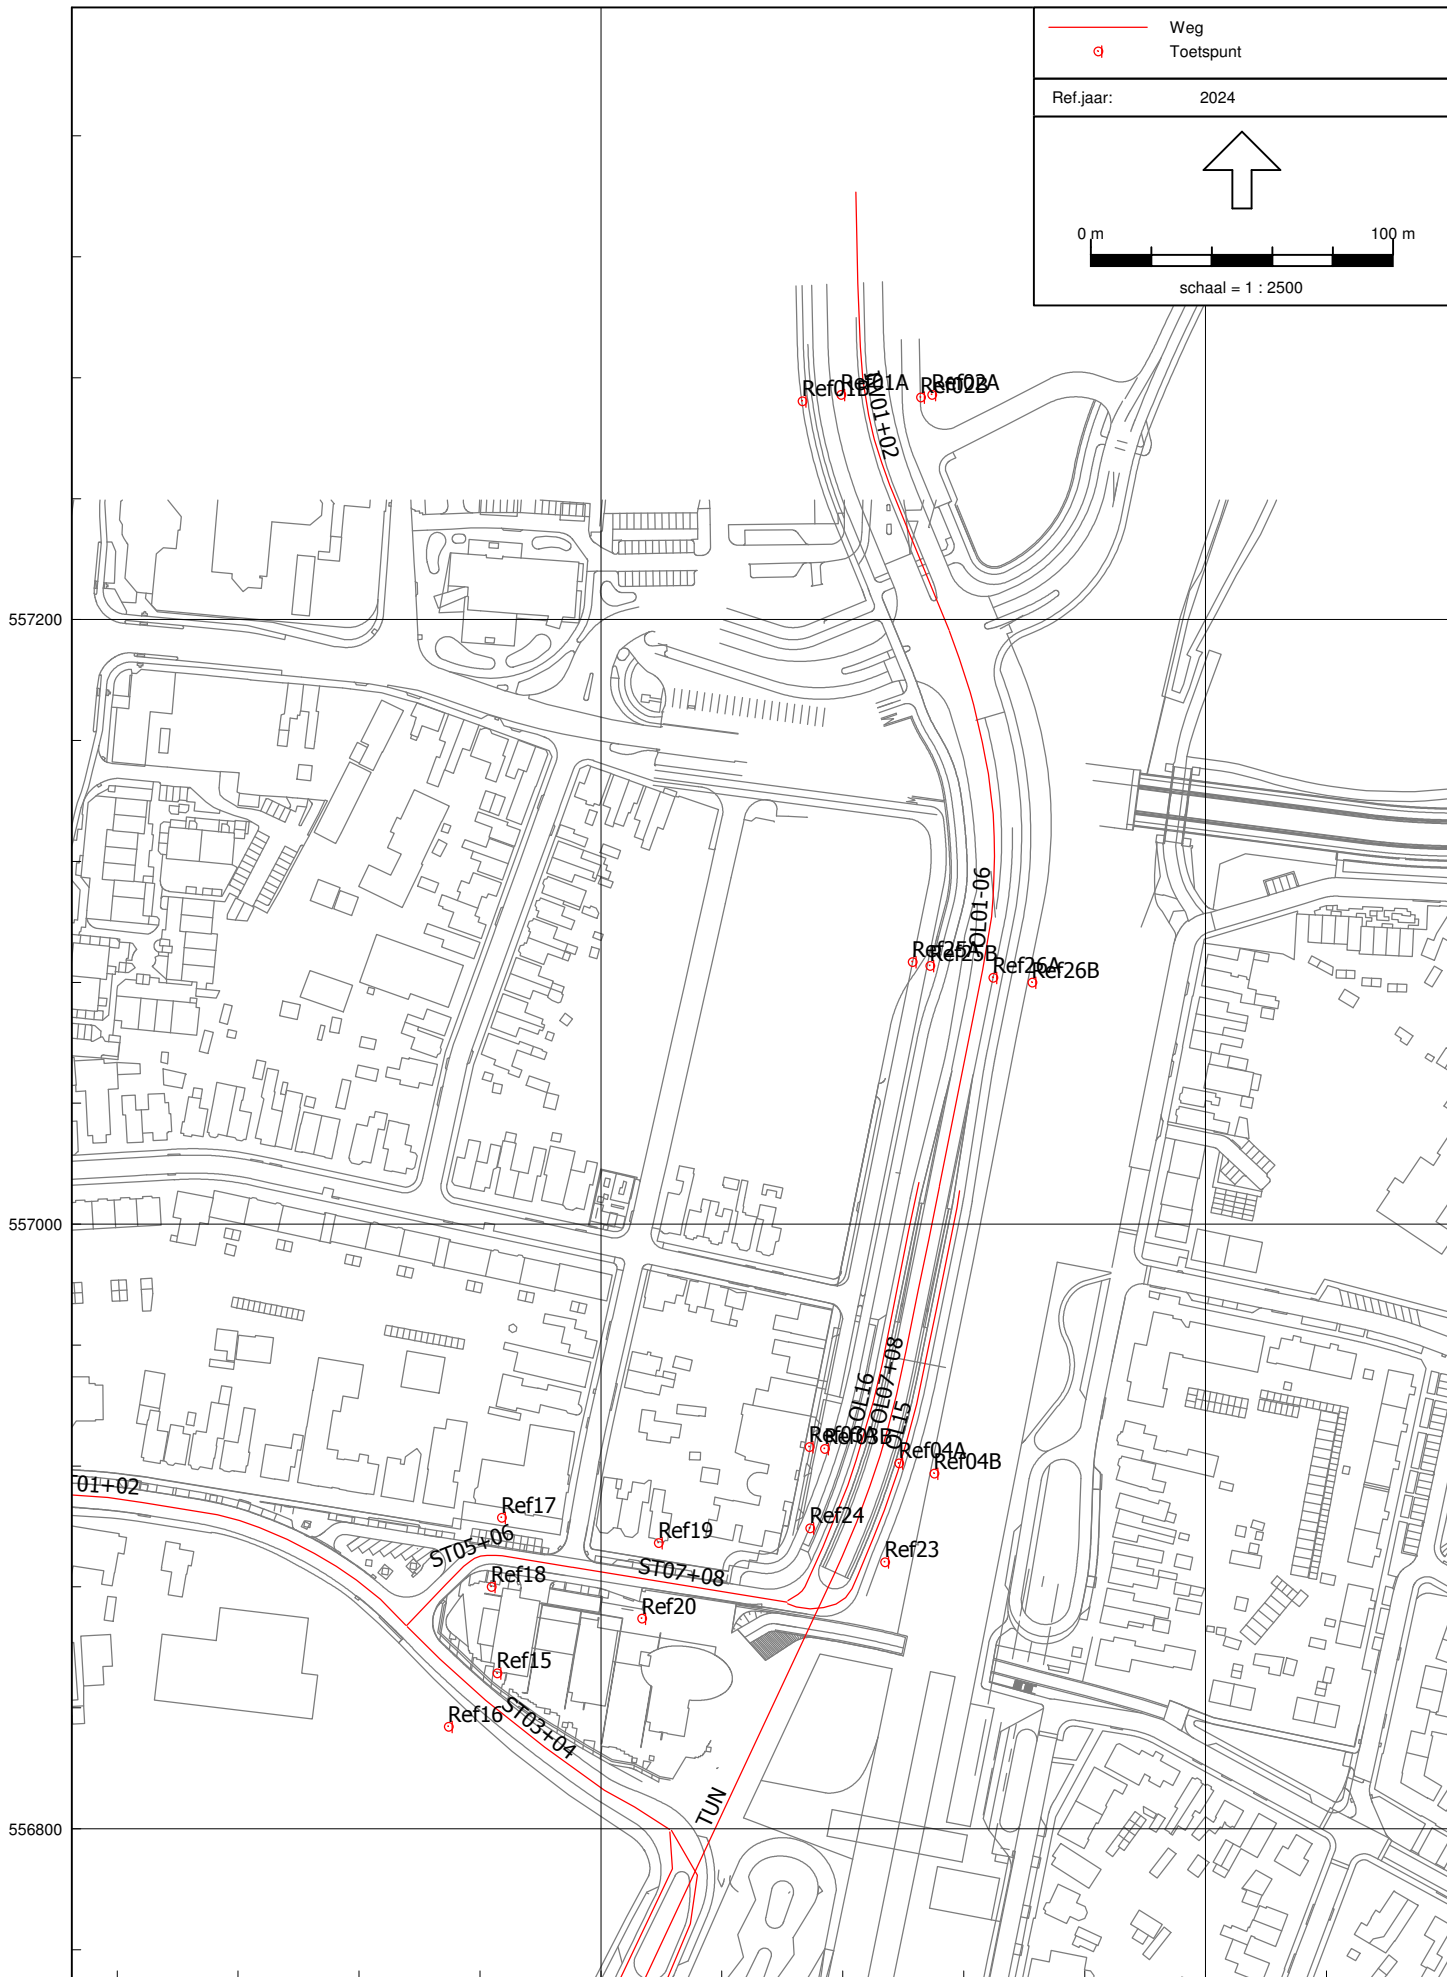 Weg
Toetspunt
Ref.jaar: 2024
0 m 100 m
schaal = 1 : 2500
Ref01B
Ref01A
Ref02B
Ref02A
557200
OL01-06
Ref25A
Ref25B
Ref26A
Ref26B
557000
OL16
OL07+08
OL15
Ref03B
Ref04A
Ref04B
01+02
Ref17
Ref24
Ref19
ST05+06
Ref23
ST07+08
Ref18
Ref20
Ref15
Ref16
ST03+04
TUN
556800